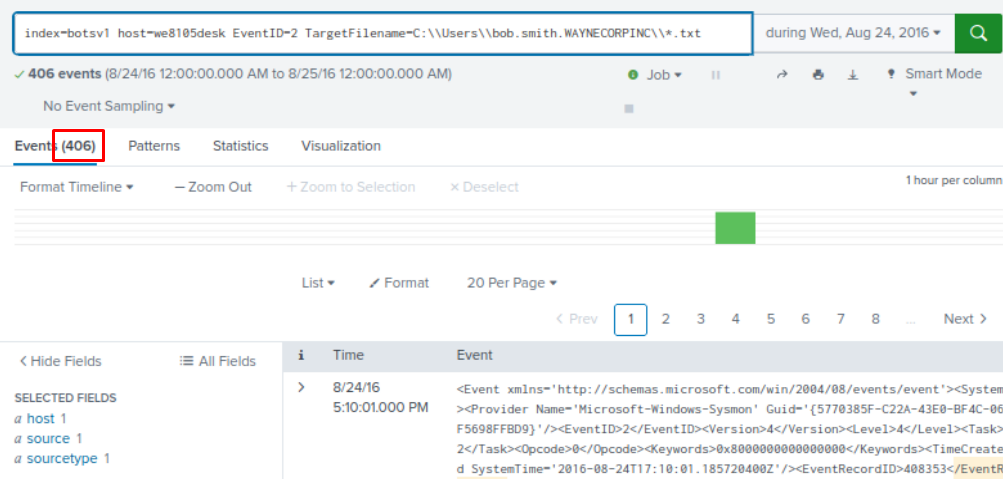 index=botsv1 host=we8105desk EventID=2 TargetFilename=C:\\Users\\bob.smith.WAYNECORPINC\\*.txt during Wed, Aug 24, 2016
406 events (8/24/16 12:00:00.000 AM to 8/25/16 12:00:00.000 AM) Job Smart Mode
No Event Sampling
Events (406) Patterns Statistics Visualization
Format Timeline — Zoom Out + Zoom to Selection × Deselect 1 hour per column
List Format 20 Per Page
< Prev 1 2 3 4 5 6 7 8 ... Next >
< Hide Fields All Fields i Time Event
SELECTED FIELDS
a host 1
a source 1
a sourcetype 1
> 8/24/16
5:10:01.000 PM
<Event xmlns='http://schemas.microsoft.com/win/2004/08/events/event'><System
><Provider Name='Microsoft-Windows-Sysmon' Guid='{5770385F-C22A-43E0-BF4C-06
F5698FFBD9}'/><EventID>2</EventID><Version>4</Version><Level>4</Level><Task>
2</Task><Opcode>0</Opcode><Keywords>0x8000000000000000</Keywords><TimeCreate
d SystemTime='2016-08-24T17:10:01.185720400Z'/><EventRecordID>408353</EventR